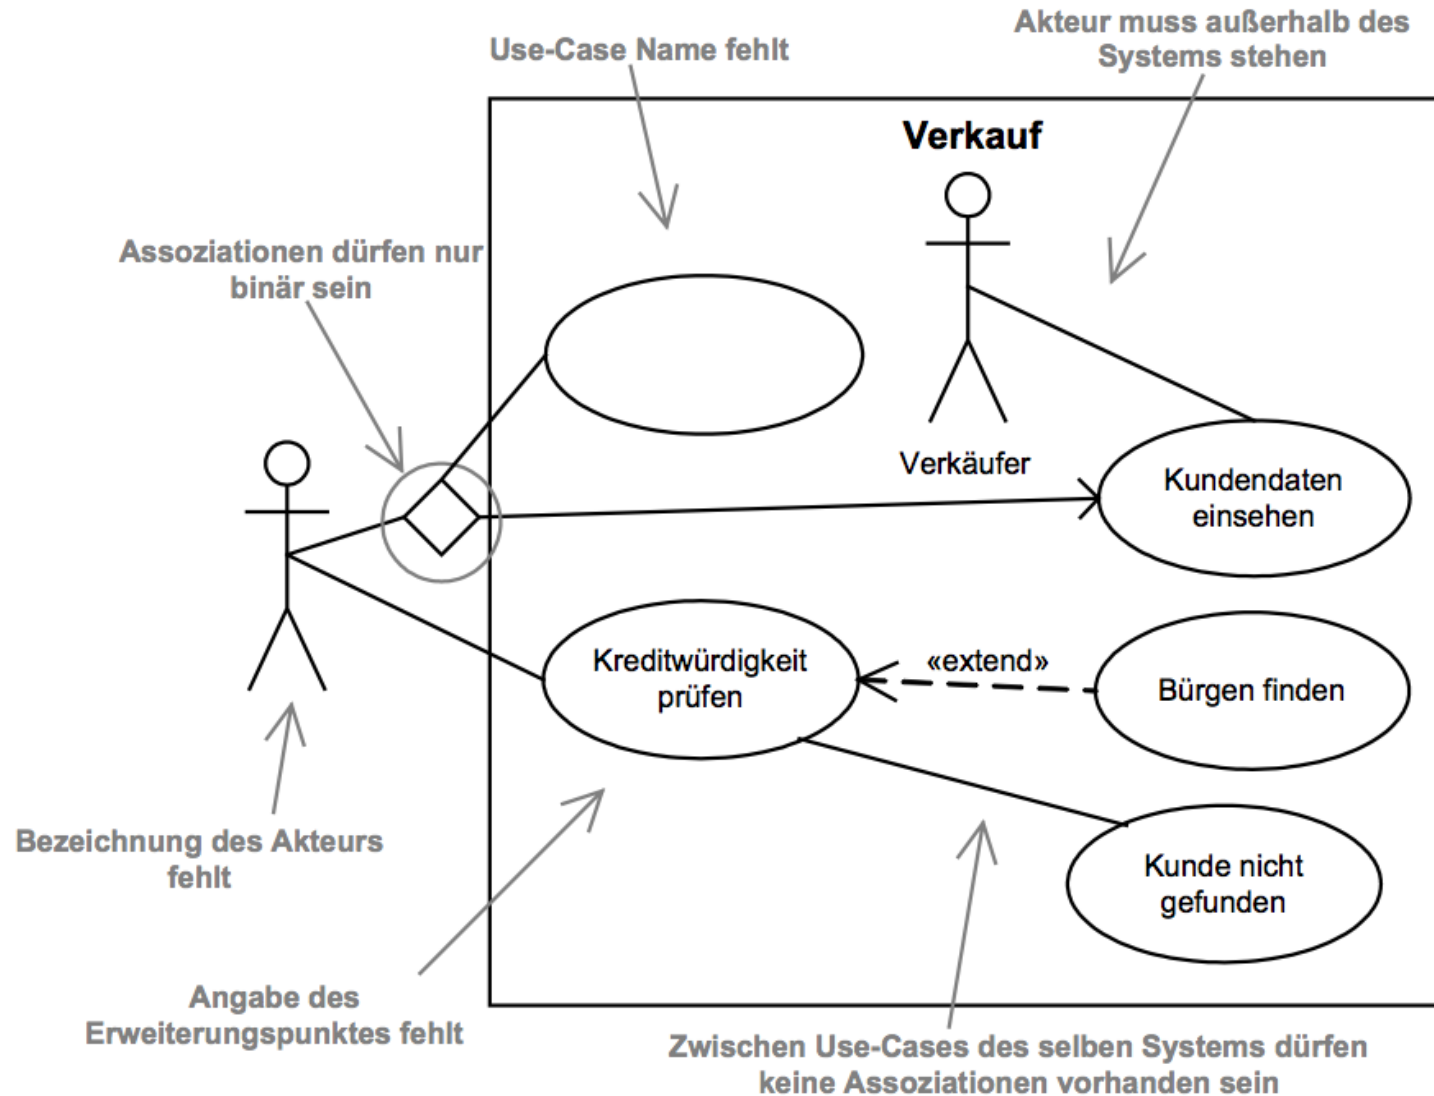 Akteur muss außerhalb des
Systems stehen
Use-Case Name fehlt
Verkauf
Assoziationen dürfen nur
binär sein
Verkäufer
Kundendaten
einsehen
Kreditwürdigkeit
prüfen
«extend»
Bürgen finden
Bezeichnung des Akteurs
fehlt
Kunde nicht
gefunden
Angabe des
Erweiterungspunktes fehlt
Zwischen Use-Cases des selben Systems dürfen
keine Assoziationen vorhanden sein